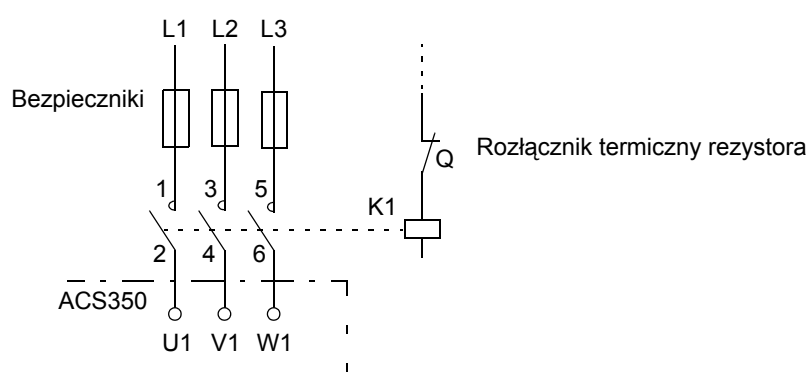 L1 L2 L3
Bezpieczniki
Rozłącznik termiczny rezystora
Q
1 3 5
K1
2 4 6
ACS350
U1 V1 W1